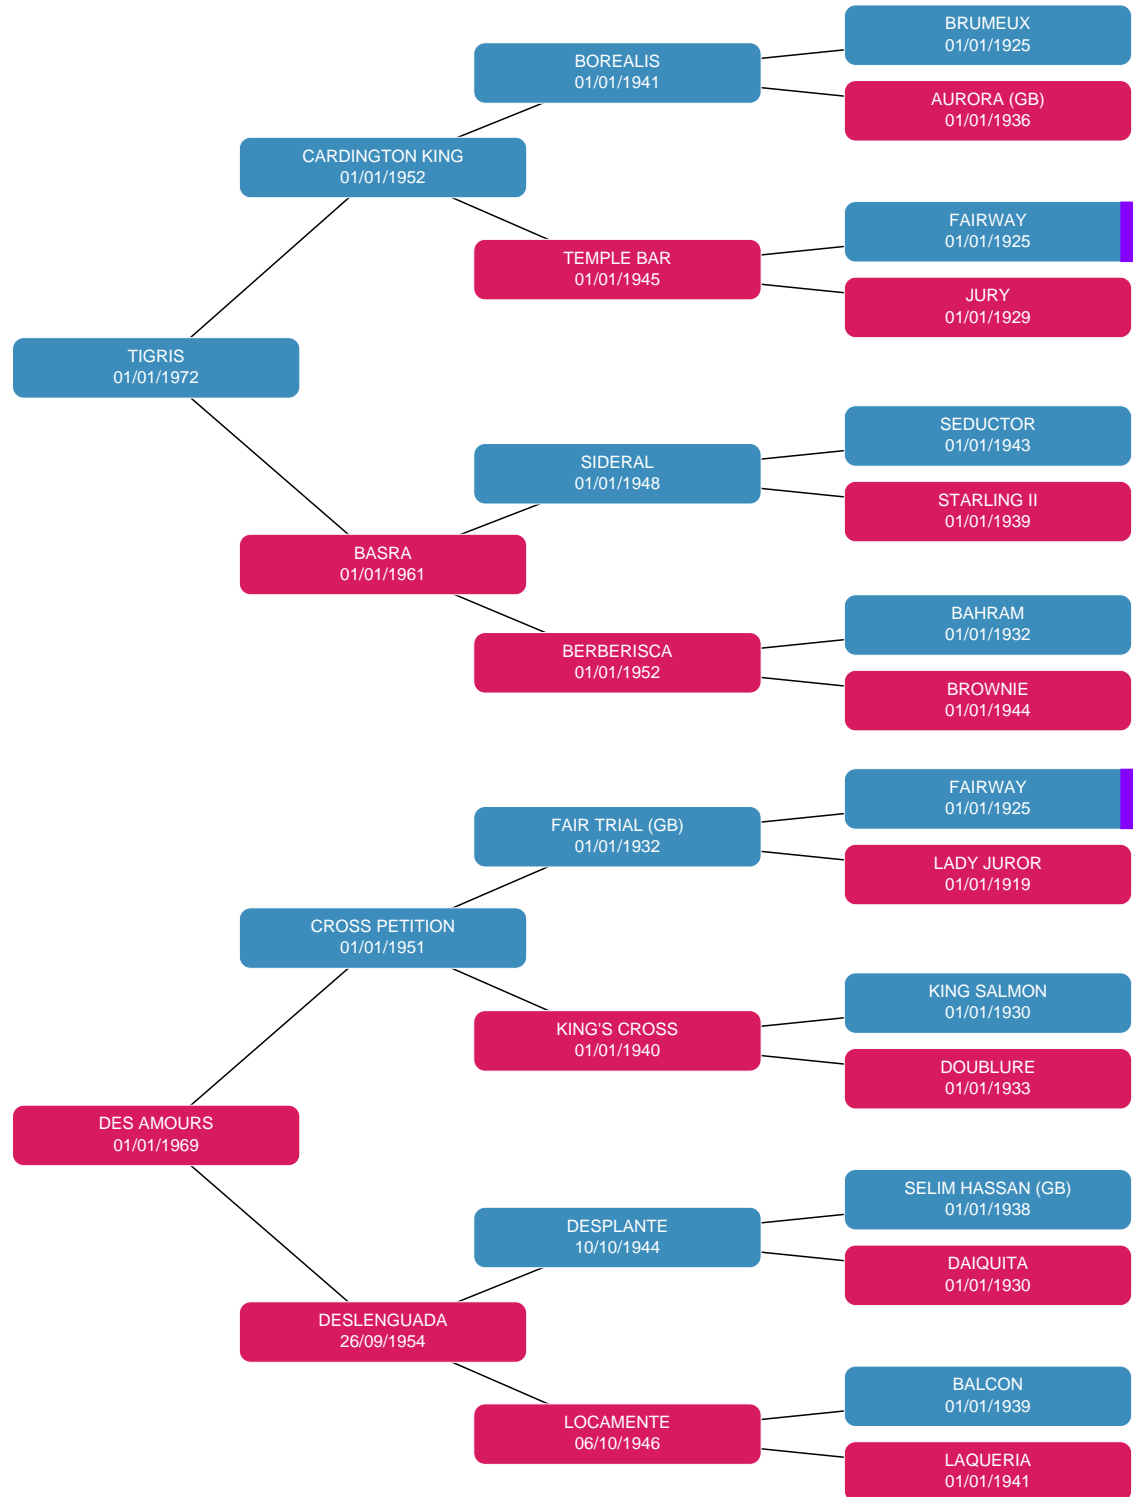 BRUMEUX
01/01/1925
BOREALIS
01/01/1941
AURORA (GB)
01/01/1936
CARDINGTON KING
01/01/1952
FAIRWAY
01/01/1925
TEMPLE BAR
01/01/1945
JURY
01/01/1929
TIGRIS
01/01/1972
SEDUCTOR
01/01/1943
SIDERAL
01/01/1948
STARLING II
01/01/1939
BASRA
01/01/1961
BAHRAM
01/01/1932
BERBERISCA
01/01/1952
BROWNIE
01/01/1944
FAIRWAY
01/01/1925
FAIR TRIAL (GB)
01/01/1932
LADY JUROR
01/01/1919
CROSS PETITION
01/01/1951
KING SALMON
01/01/1930
KING'S CROSS
01/01/1940
DOUBLURE
01/01/1933
DES AMOURS
01/01/1969
SELIM HASSAN (GB)
01/01/1938
DESPLANTE
10/10/1944
DAIQUITA
01/01/1930
DESLENGUADA
26/09/1954
BALCON
01/01/1939
LOCAMENTE
06/10/1946
LAQUERIA
01/01/1941